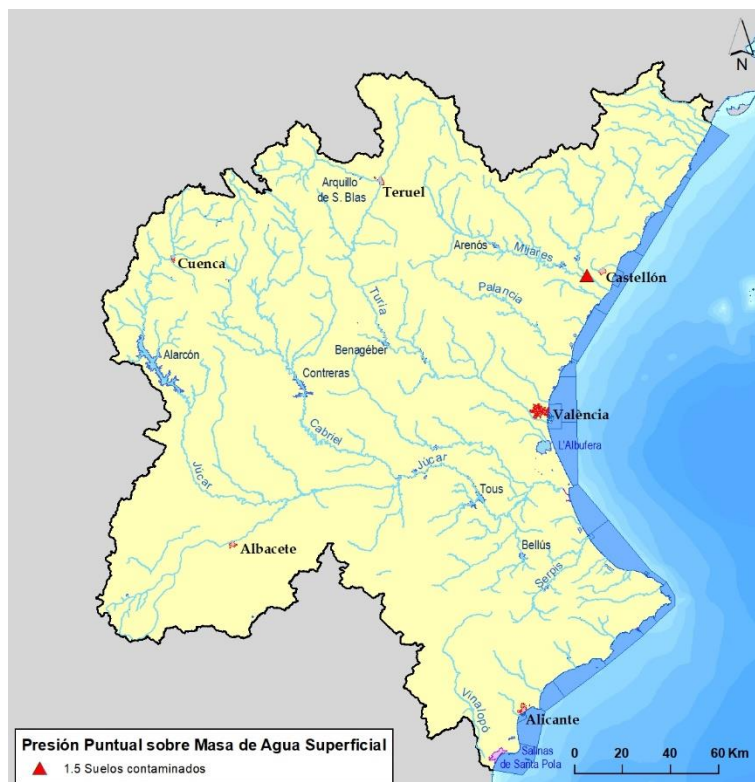 N
Arquillo
de S. Blas
Teruel
Arenós
Mijares
Cuenca
Castellón
Palancia
Turia
Alarcón
Benagéber
Contreras
València
Cabriel
L'Albufera
Júcar
Júcar
Tous
Albacete
Bellús
Serpis
Vinalopó
Alicante
Salinas
de Santa Pola
0 20 40 60 Km
Presión Puntual sobre Masa de Agua Superficial
1.5 Suelos contaminados